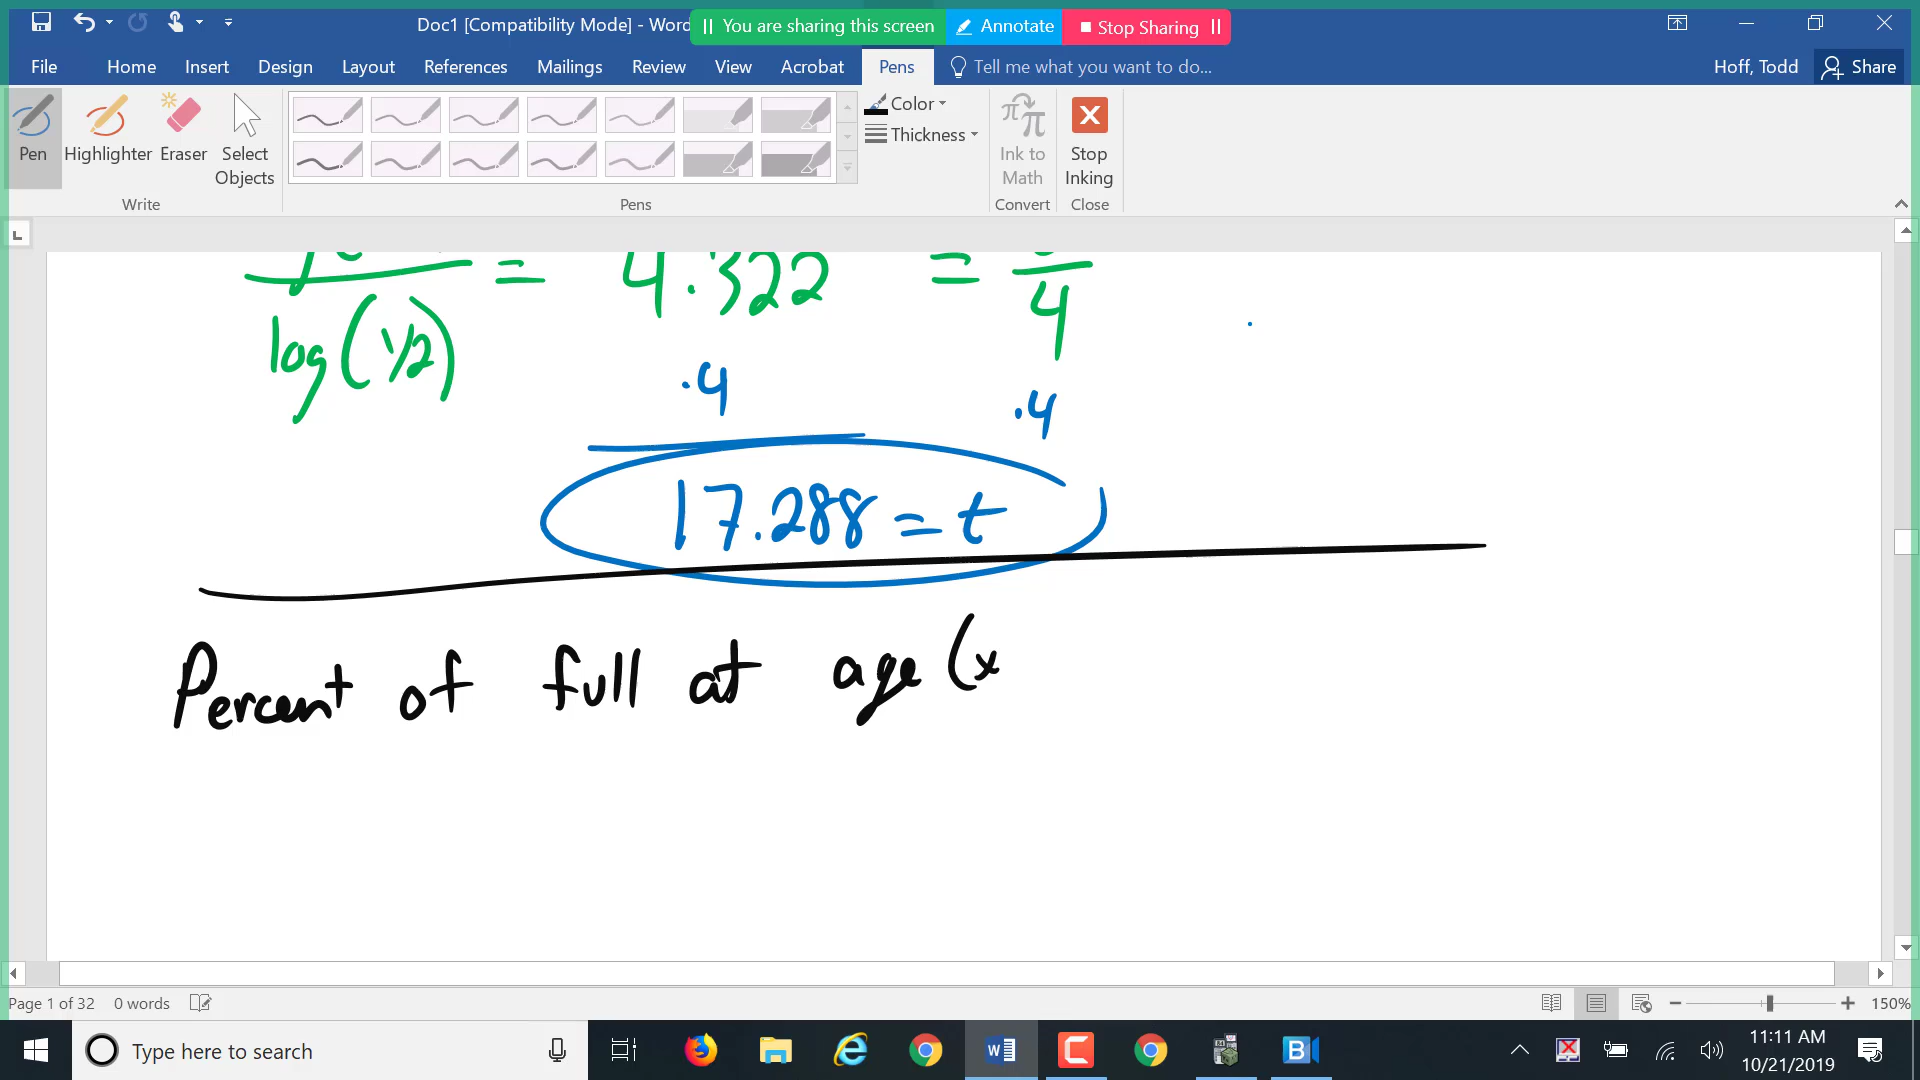 Doc1 [Compatibility Mode] - Word
You are sharing this screen
Annotate
Stop Sharing
File Home Insert Design Layout References Mailings Review View Acrobat Pens Tell me what you want to do... Hoff, Todd Share
Pen Highlighter Eraser Select Objects
Color
Thickness
Ink to Math
Stop Inking
Write Pens Convert Close
log(1/2)
= 4.322 =
4
·4
·4
17.288 = t
Percent of full at age (x
Page 1 of 32 0 words 150%
Type here to search
11:11 AM
10/21/2019